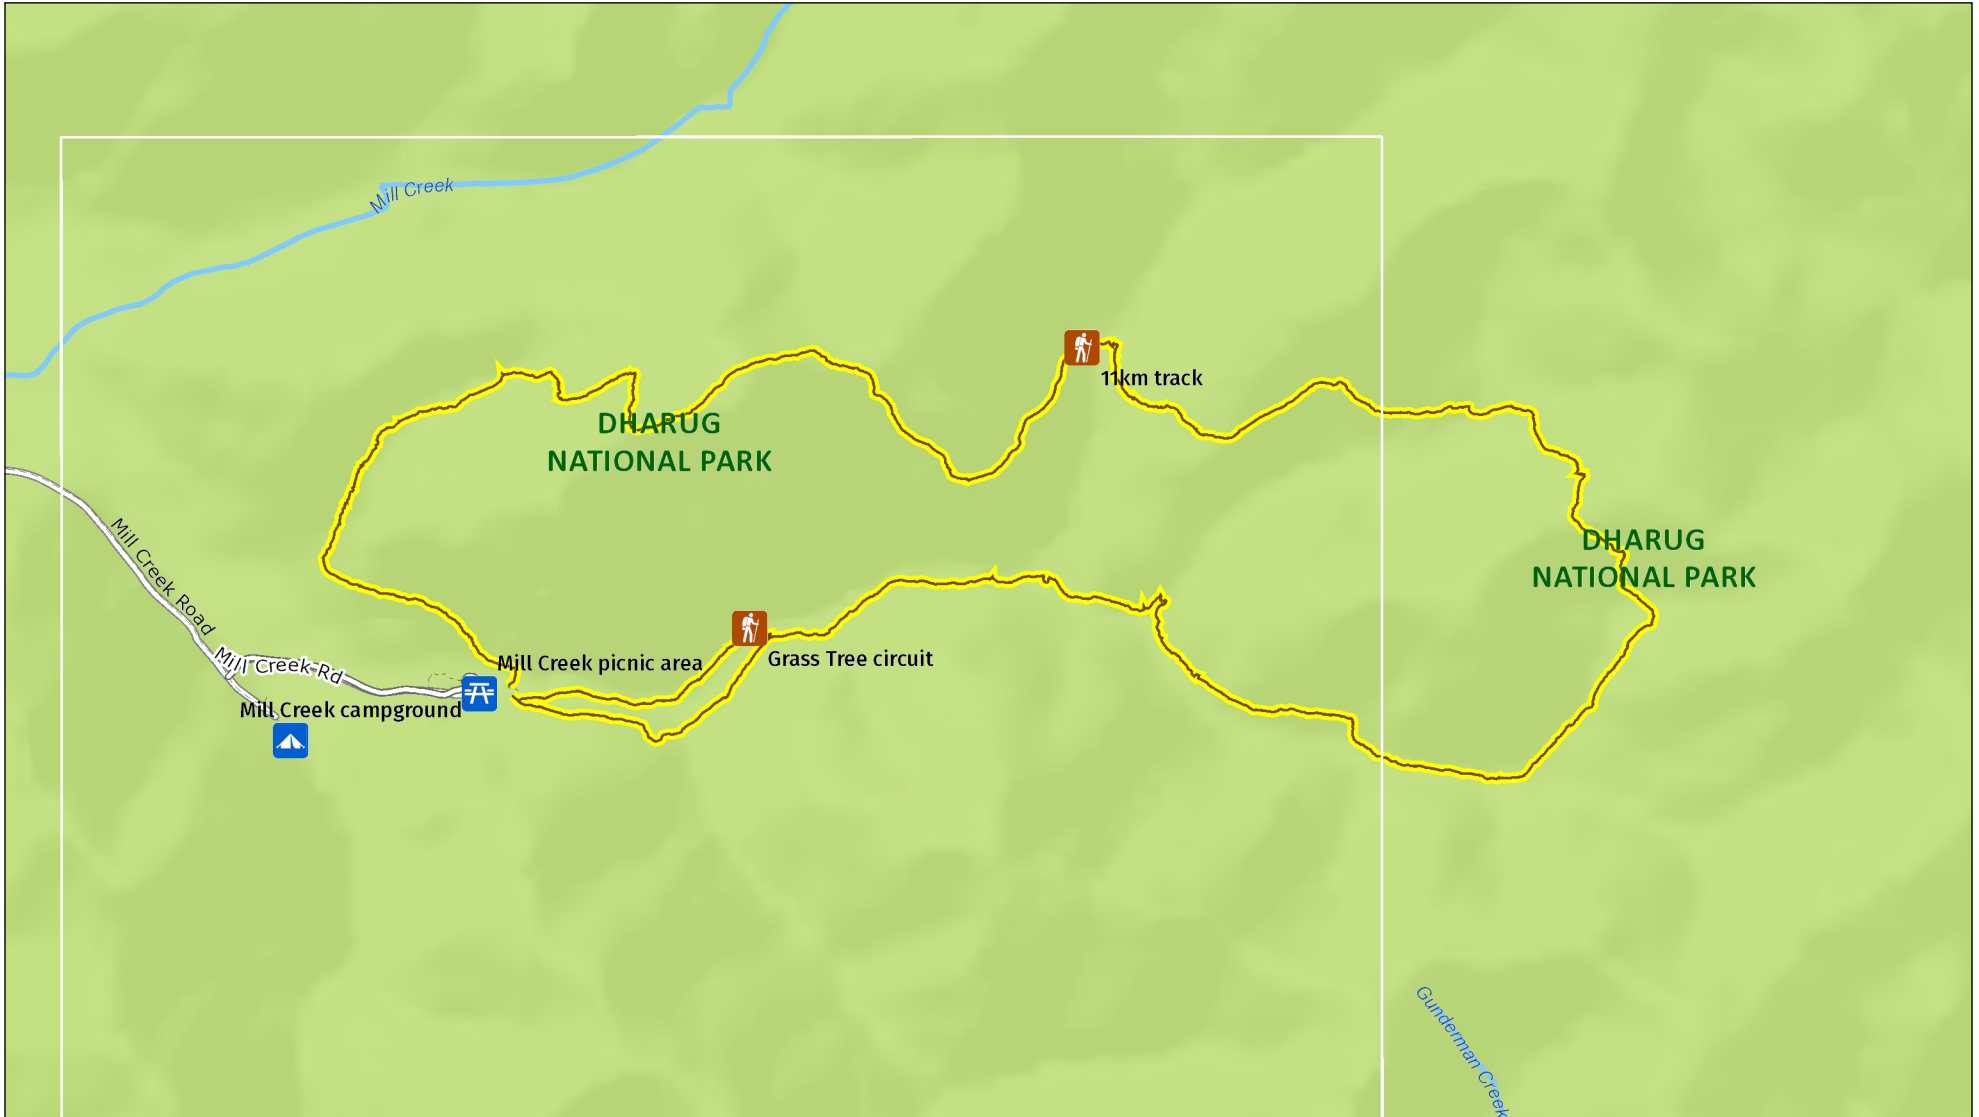 Mill Creek
11km track
DHARUG
NATIONAL PARK
DHARUG
NATIONAL PARK
Mill Creek Road
Mill Creek Rd
Mill Creek picnic area
Grass Tree circuit
Mill Creek campground
Gunderman Creek